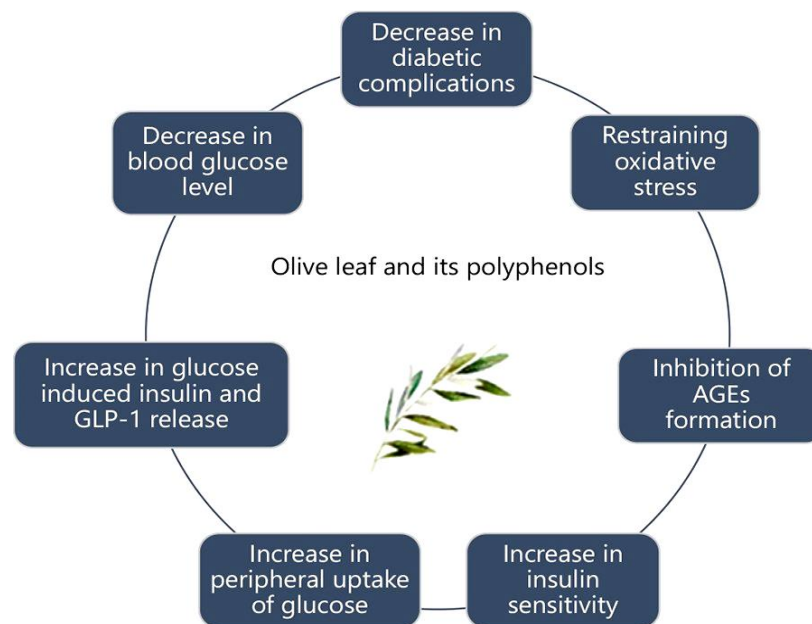 Decrease in
diabetic
complications
Restraining
oxidative
stress
Inhibition of
AGEs
formation
Increase in
insulin
sensitivity
Increase in
peripheral uptake
of glucose
Increase in glucose
induced insulin and
GLP-1 release
Decrease in
blood glucose
level
Olive leaf and its polyphenols